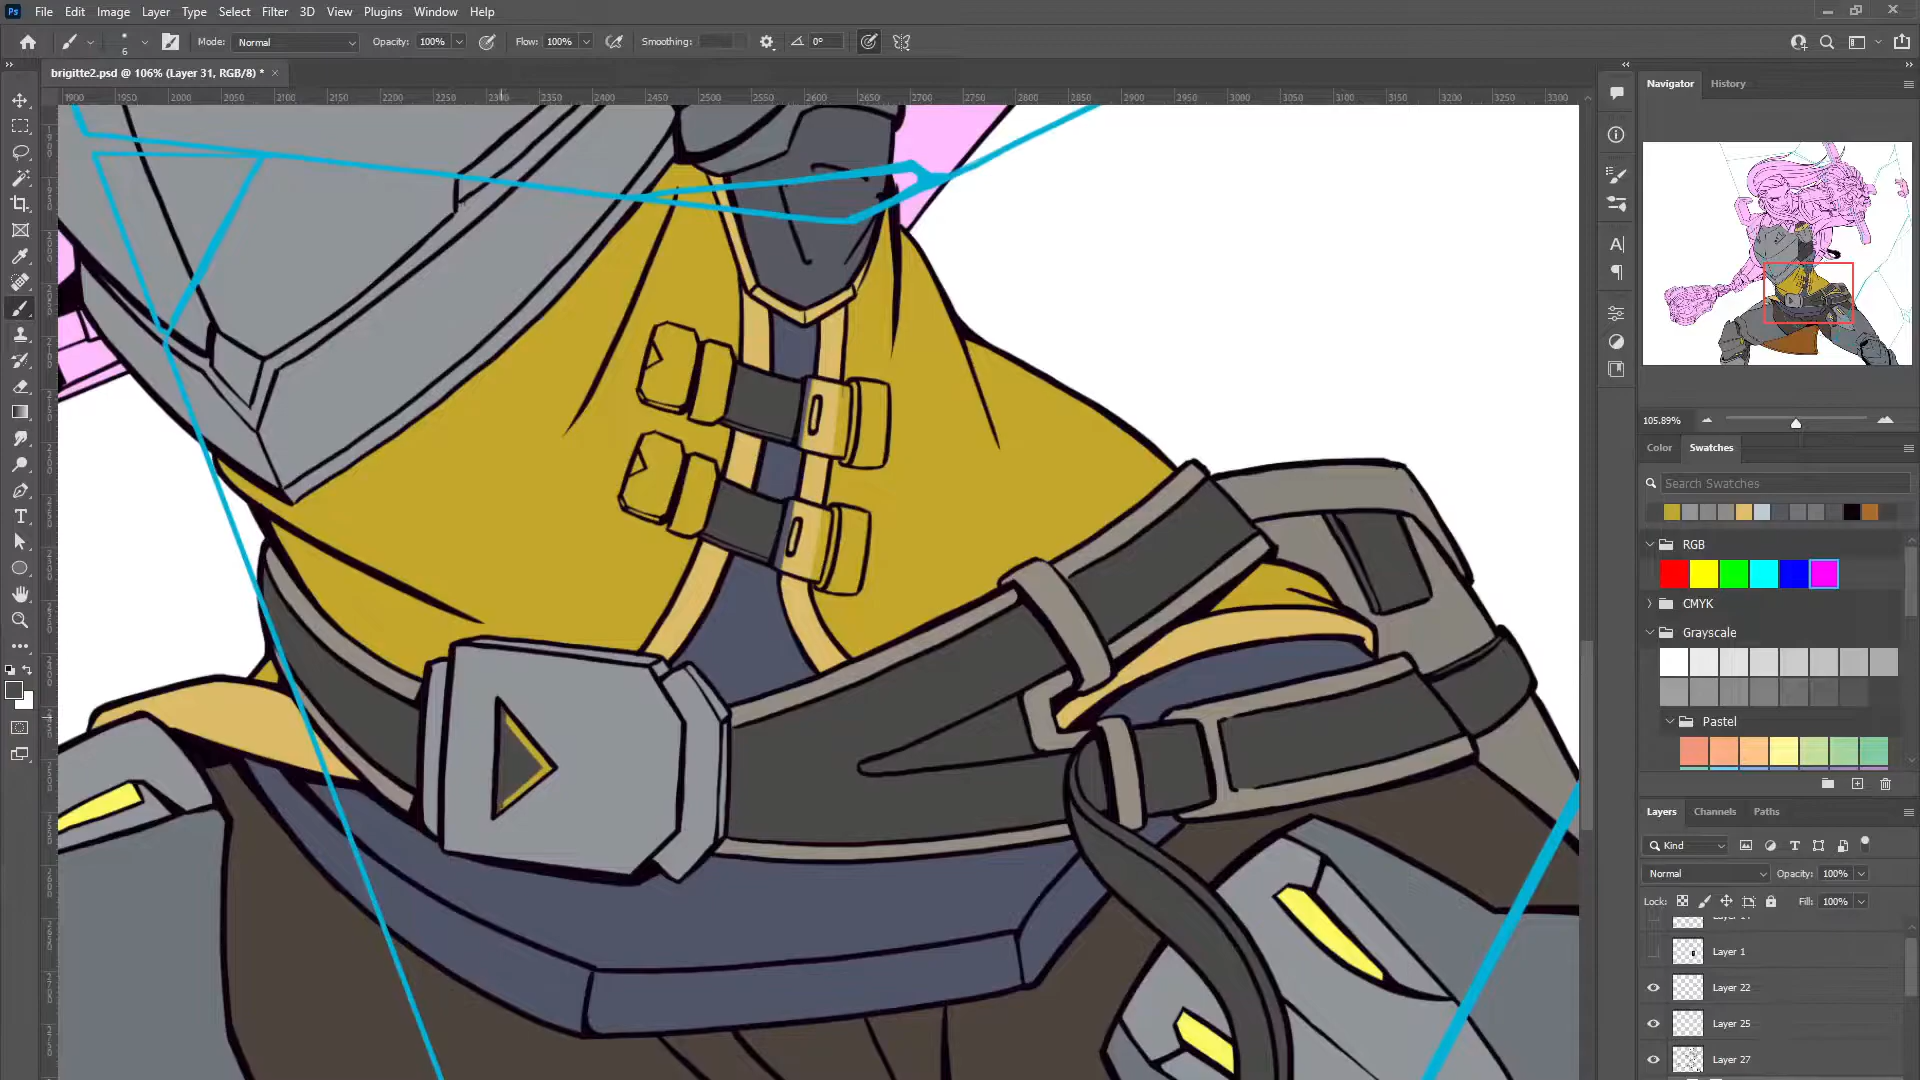 Ps File Edit Image Layer Type Select Filter 3D View Plugins Window Help
6 Mode: Normal Opacity: 100% Flow: 100% Smoothing: 0°
brigitte2.psd @ 106% (Layer 31, RGB/8) * ×
1900 1950 2000 2050 2100 2150 2200 2250 2300 2350 2400 2450 2500 2550 2600 2650 2700 2750 2800 2850 2900 2950 3000 3050 3100 3150 3200 3250 3300
Navigator History
105.89%
Color Swatches
Search Swatches
RGB
CMYK
Grayscale
Pastel
Layers Channels Paths
Kind
Normal Opacity: 100%
Lock: Fill: 100%
Layer 1
Layer 22
Layer 25
Layer 27